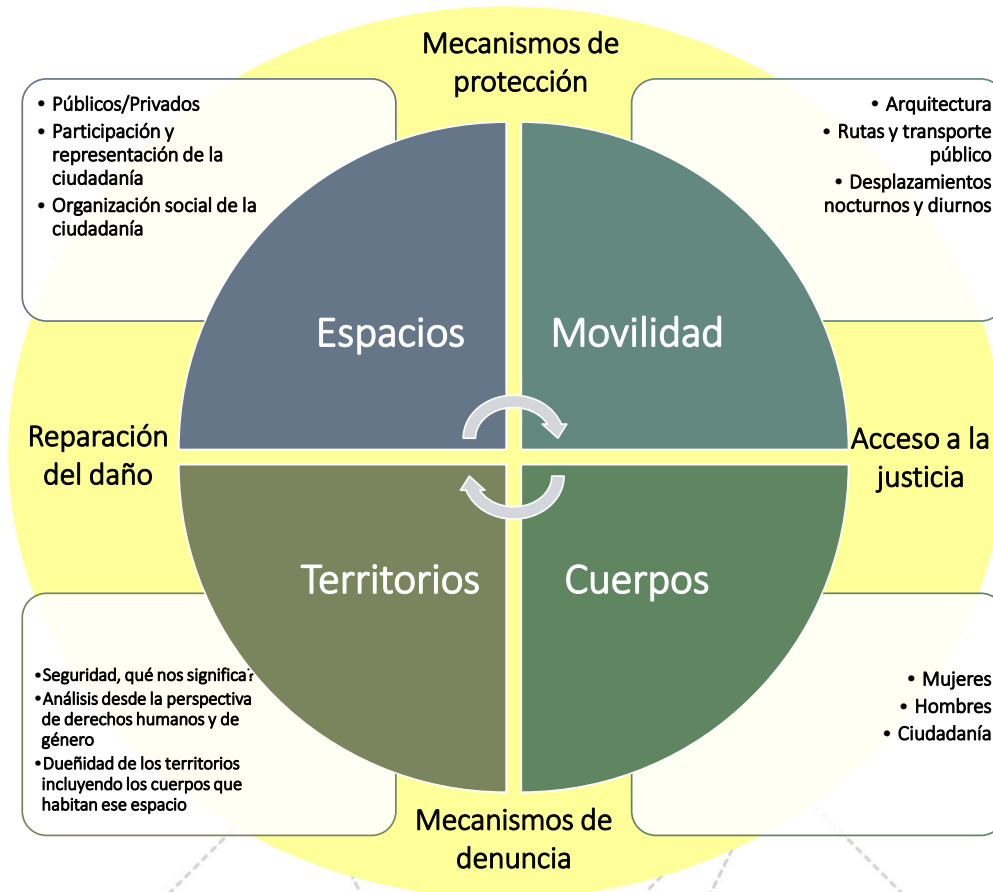 Mecanismos de
protección
• Públicos/Privados
• Participación y
representación de la
ciudadanía
• Organización social de la
ciudadanía
• Arquitectura
• Rutas y transporte
público
• Desplazamientos
nocturnos y diurnos
Espacios
Movilidad
Reparación
del daño
Acceso a la
justicia
Territorios
Cuerpos
•Seguridad, qué nos significa?
•Análisis desde la perspectiva
de derechos humanos y de
género
•Dueñidad de los territorios
incluyendo los cuerpos que
habitan ese espacio
• Mujeres
• Hombres
• Ciudadanía
Mecanismos de
denuncia